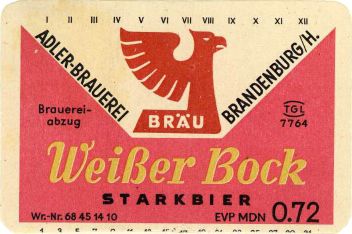 I II III IV V VI VII VIII IX X XI XII
ADLER-BRAUEREI
BRANDENBURG/H.
BRÄU
Brauerei-
abzug
TGL
7764
Weißer Bock
STARKBIER
Wr.-Nr. 68 45 14 10
EVP MDN 0.72